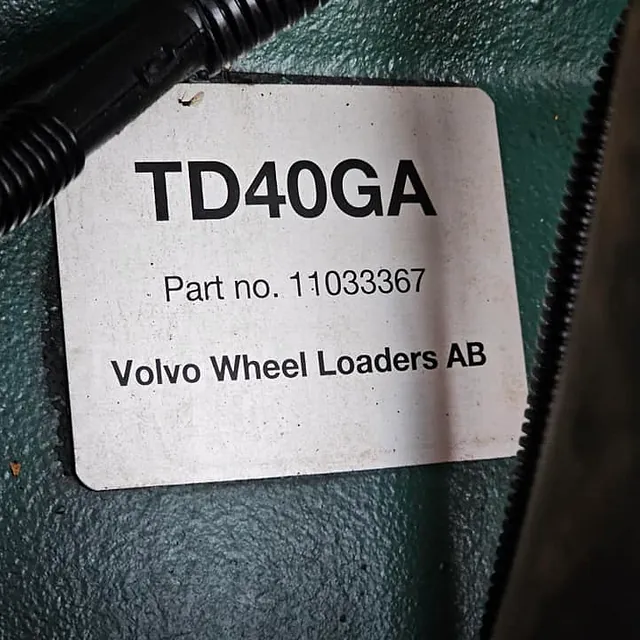 TD40GA
Part no. 11033367
Volvo Wheel Loaders AB